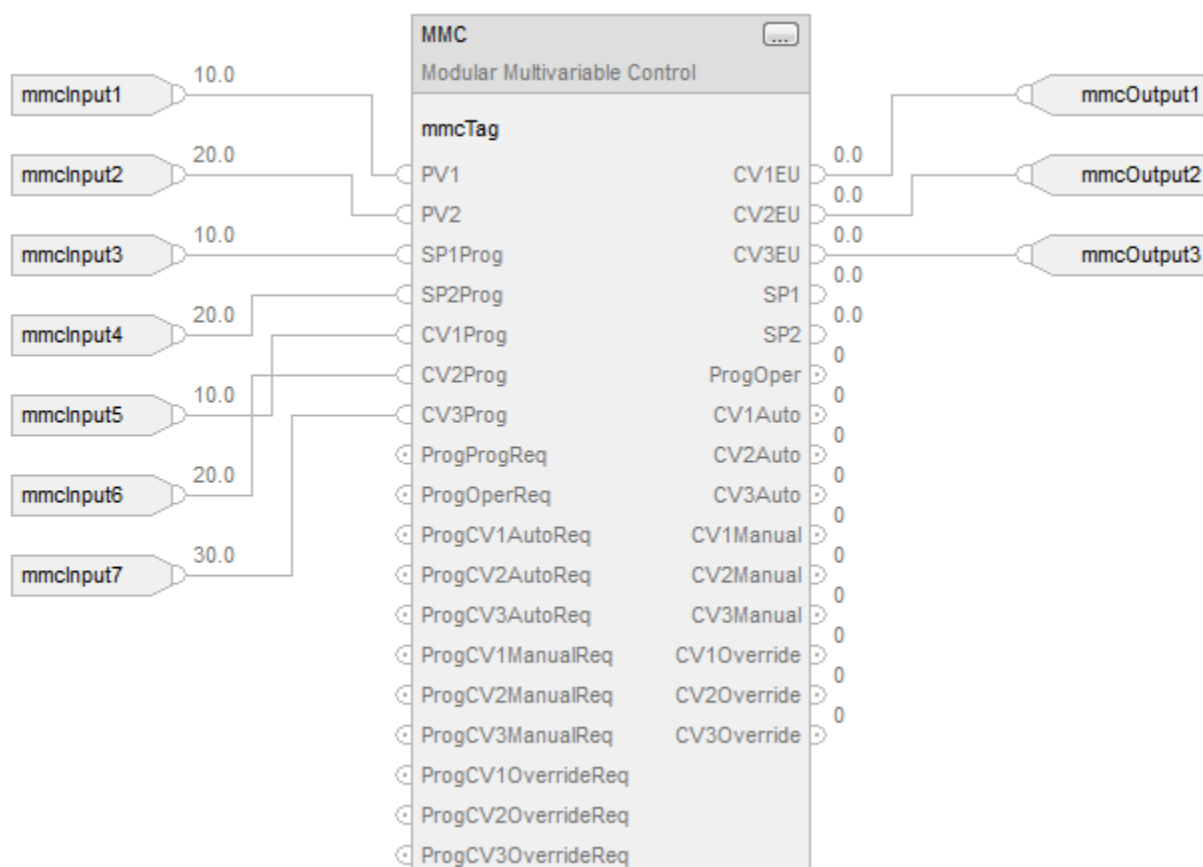 MMC
...
Modular Multivariable Control
mmcTag
mmcInput1 10.0
mmcInput2 20.0
mmcInput3 10.0
mmcInput4 20.0
mmcInput5 10.0
mmcInput6 20.0
mmcInput7 30.0
PV1
PV2
SP1Prog
SP2Prog
CV1Prog
CV2Prog
CV3Prog
ProgProgReq
ProgOperReq
ProgCV1AutoReq
ProgCV2AutoReq
ProgCV3AutoReq
ProgCV1ManualReq
ProgCV2ManualReq
ProgCV3ManualReq
ProgCV1OverrideReq
ProgCV2OverrideReq
ProgCV3OverrideReq
CV1EU 0.0
CV2EU 0.0
CV3EU 0.0
SP1 0.0
SP2 0.0
ProgOper 0
CV1Auto 0
CV2Auto 0
CV3Auto 0
CV1Manual 0
CV2Manual 0
CV3Manual 0
CV1Override 0
CV2Override 0
CV3Override 0
mmcOutput1
mmcOutput2
mmcOutput3